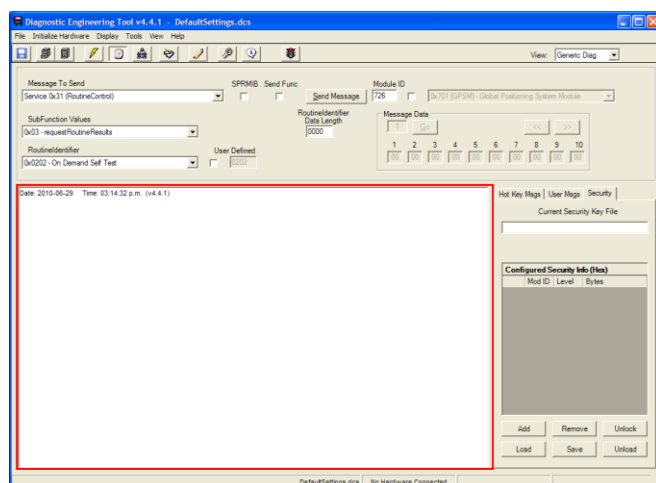 Diagnostic Engineering Tool v4.4.1 - DefaultSettings.dcs
File Initialize Hardware Display Tools View Help
View: Generic Diag
Message To Send SPRMIB Send Func Module ID
Service 0x31 (RoutineControl) Send Message 726 0x701 (GPSM) - Global Positioning System Module
SubFunction Values RoutineIdentifier Data Length Message Data
0x03 - requestRoutineResults 0000 1 Go << >>
RoutineIdentifier User Defined 1 2 3 4 5 6 7 8 9 10
0x0202 - On Demand Self Test 0202 00 00 00 00 00 00 00 00 00 00
Date: 2010-06-29 Time: 03:14:32 p.m. (v4.4.1)
Hot Key Msgs User Msgs Security
Current Security Key File
Configured Security Info (Hex)
Mod ID Level Bytes
Add Remove Unlock
Load Save Unload
DefaultSettings.dcs No Hardware Connected